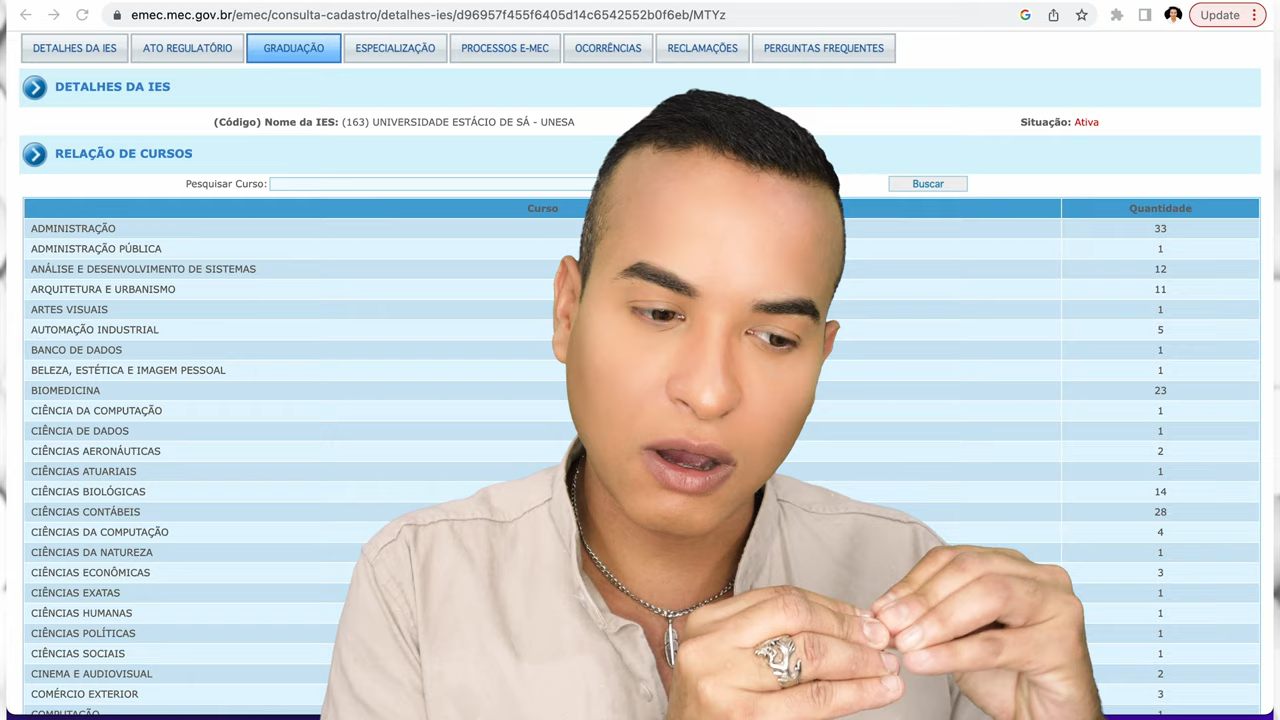 emec.mec.gov.br/emec/consulta-cadastro/detalhes-ies/d96957f455f6405d14c6542552b0f6eb/MTYz
Update
DETALHES DA IES
ATO REGULATÓRIO
GRADUAÇÃO
ESPECIALIZAÇÃO
PROCESSOS E-MEC
OCORRÊNCIAS
RECLAMAÇÕES
PERGUNTAS FREQUENTES
DETALHES DA IES
(Código) Nome da IES: (163) UNIVERSIDADE ESTÁCIO DE SÁ - UNESA Situação: Ativa
RELAÇÃO DE CURSOS
Pesquisar Curso: Buscar
Curso Quantidade
ADMINISTRAÇÃO 33
ADMINISTRAÇÃO PÚBLICA 1
ANÁLISE E DESENVOLVIMENTO DE SISTEMAS 12
ARQUITETURA E URBANISMO 11
ARTES VISUAIS 1
AUTOMAÇÃO INDUSTRIAL 5
BANCO DE DADOS 1
BELEZA, ESTÉTICA E IMAGEM PESSOAL 1
BIOMEDICINA 23
CIÊNCIA DA COMPUTAÇÃO 1
CIÊNCIA DE DADOS 1
CIÊNCIAS AERONÁUTICAS 2
CIÊNCIAS ATUARIAIS 1
CIÊNCIAS BIOLÓGICAS 14
CIÊNCIAS CONTÁBEIS 28
CIÊNCIAS DA COMPUTAÇÃO 4
CIÊNCIAS DA NATUREZA 1
CIÊNCIAS ECONÔMICAS 3
CIÊNCIAS EXATAS 1
CIÊNCIAS HUMANAS 1
CIÊNCIAS POLÍTICAS 1
CIÊNCIAS SOCIAIS 1
CINEMA E AUDIOVISUAL 2
COMÉRCIO EXTERIOR 3
COMPUTAÇÃO 1